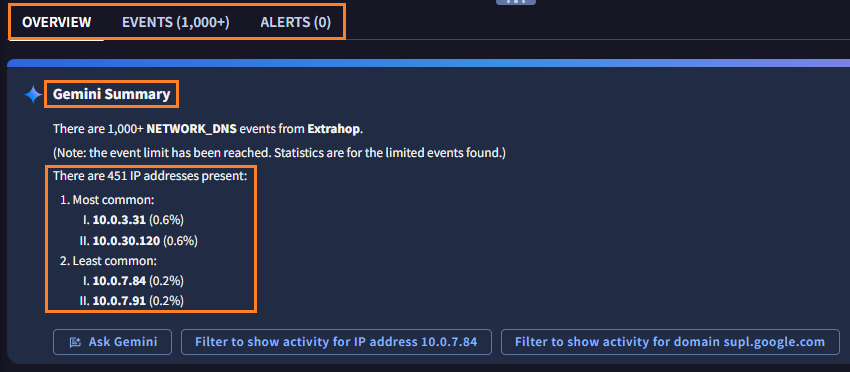 OVERVIEW EVENTS (1,000+) ALERTS (0)
Gemini Summary
There are 1,000+ NETWORK_DNS events from Extrahop.
(Note: the event limit has been reached. Statistics are for the limited events found.)
There are 451 IP addresses present:
1. Most common:
I. 10.0.3.31 (0.6%)
II. 10.0.30.120 (0.6%)
2. Least common:
I. 10.0.7.84 (0.2%)
II. 10.0.7.91 (0.2%)
Ask Gemini Filter to show activity for IP address 10.0.7.84 Filter to show activity for domain supl.google.com